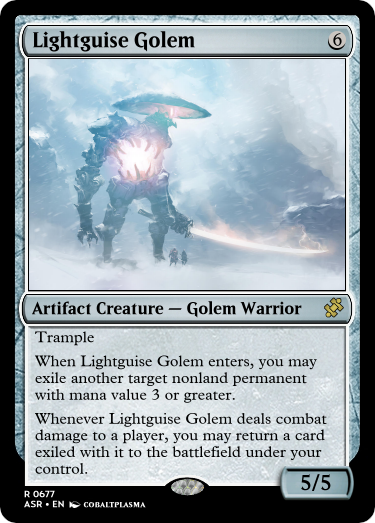 Lightguise Golem 6
Artifact Creature — Golem Warrior
Trample
When Lightguise Golem enters, you may
exile another target nonland permanent
with mana value 3 or greater.
Whenever Lightguise Golem deals combat
damage to a player, you may return a card
exiled with it to the battlefield under your
control.
5/5
R 0677
ASR • EN COBALTPLASMA